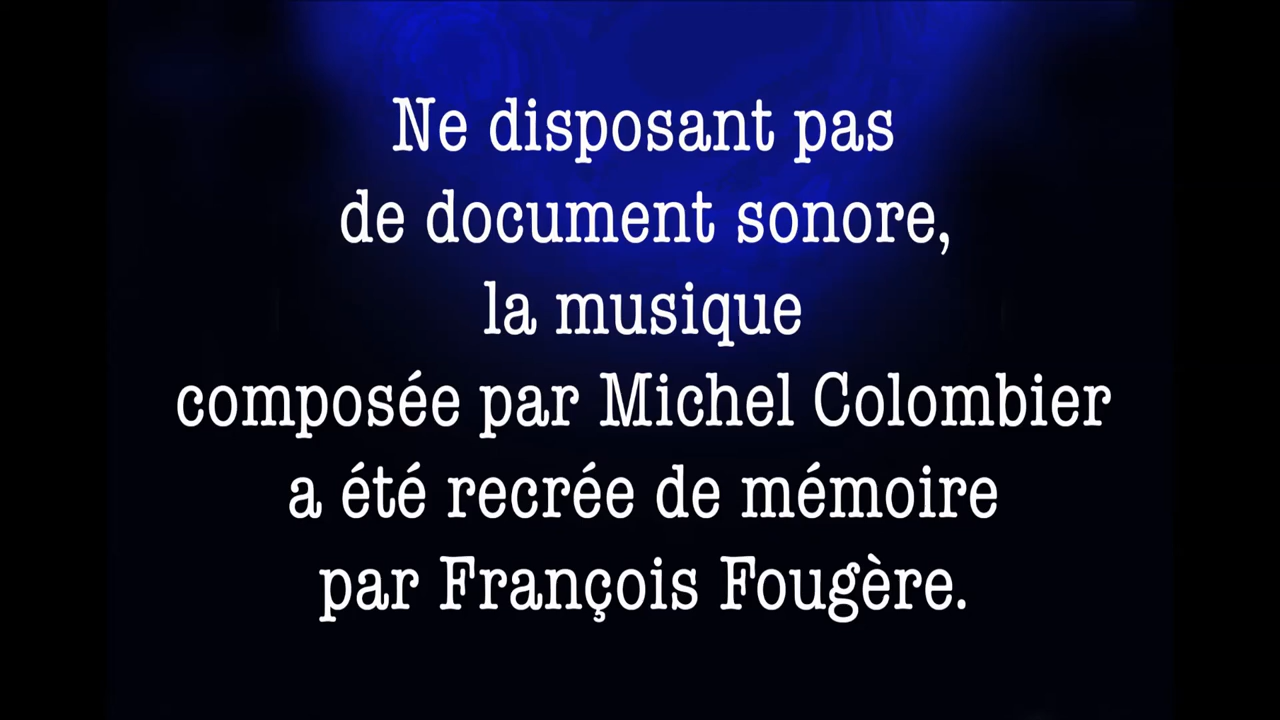 Ne disposant pas
de document sonore,
la musique
composée par Michel Colombier
a été recrée de mémoire
par François Fougère.